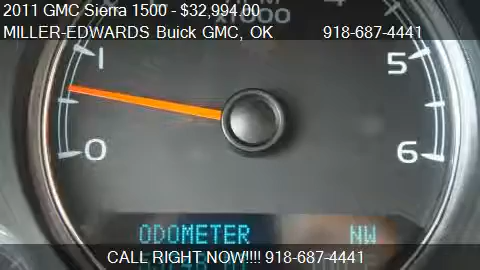 2011 GMC Sierra 1500 - $32,994.00
MILLER-EDWARDS Buick GMC, OK 918-687-4441
x1000
1 5
0 6
ODOMETER NW
CALL RIGHT NOW!!!! 918-687-4441